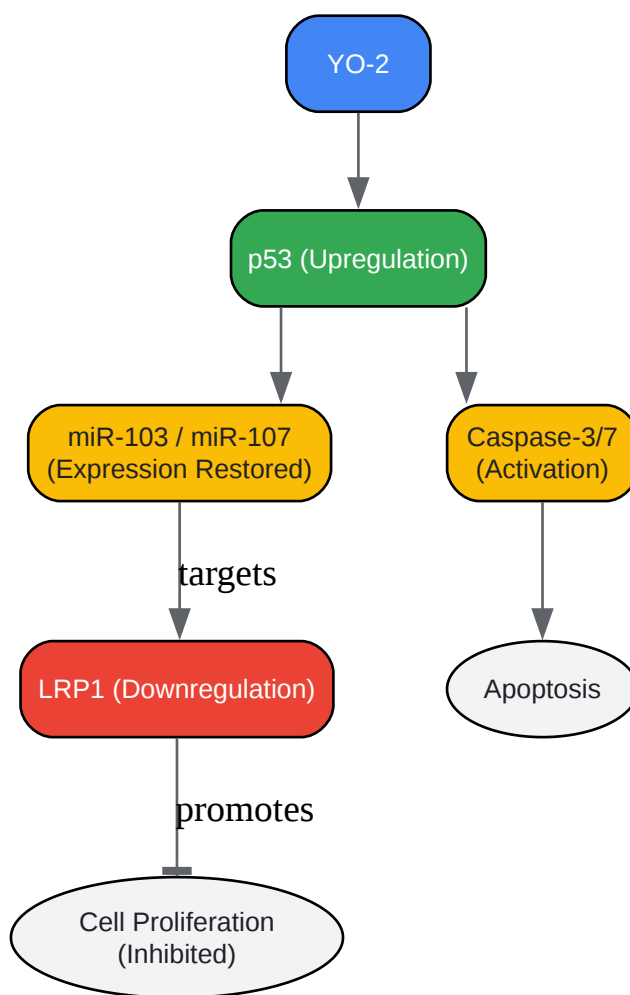 YO-2
p53 (Upregulation)
miR-103 / miR-107
(Expression Restored)
Caspase-3/7
(Activation)
targets
LRP1 (Downregulation)
Apoptosis
promotes
Cell Proliferation
(Inhibited)